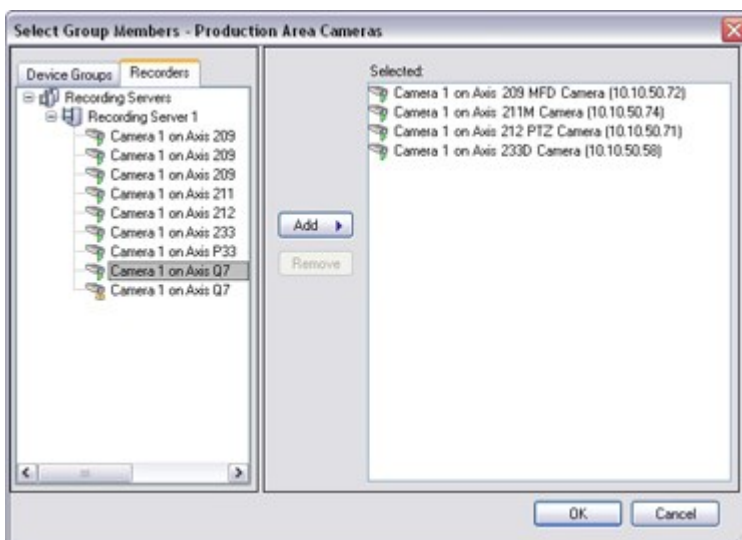 Select Group Members - Production Area Cameras
Device Groups
Recorders
Recording Servers
Recording Server 1
Camera 1 on Axis 209
Camera 1 on Axis 209
Camera 1 on Axis 209
Camera 1 on Axis 211
Camera 1 on Axis 212
Camera 1 on Axis 233
Camera 1 on Axis P33
Camera 1 on Axis Q7
Camera 1 on Axis Q7
Add
Remove
Selected:
Camera 1 on Axis 209 MFD Camera (10.10.50.72)
Camera 1 on Axis 211M Camera (10.10.50.74)
Camera 1 on Axis 212 PTZ Camera (10.10.50.71)
Camera 1 on Axis 233D Camera (10.10.50.58)
OK
Cancel